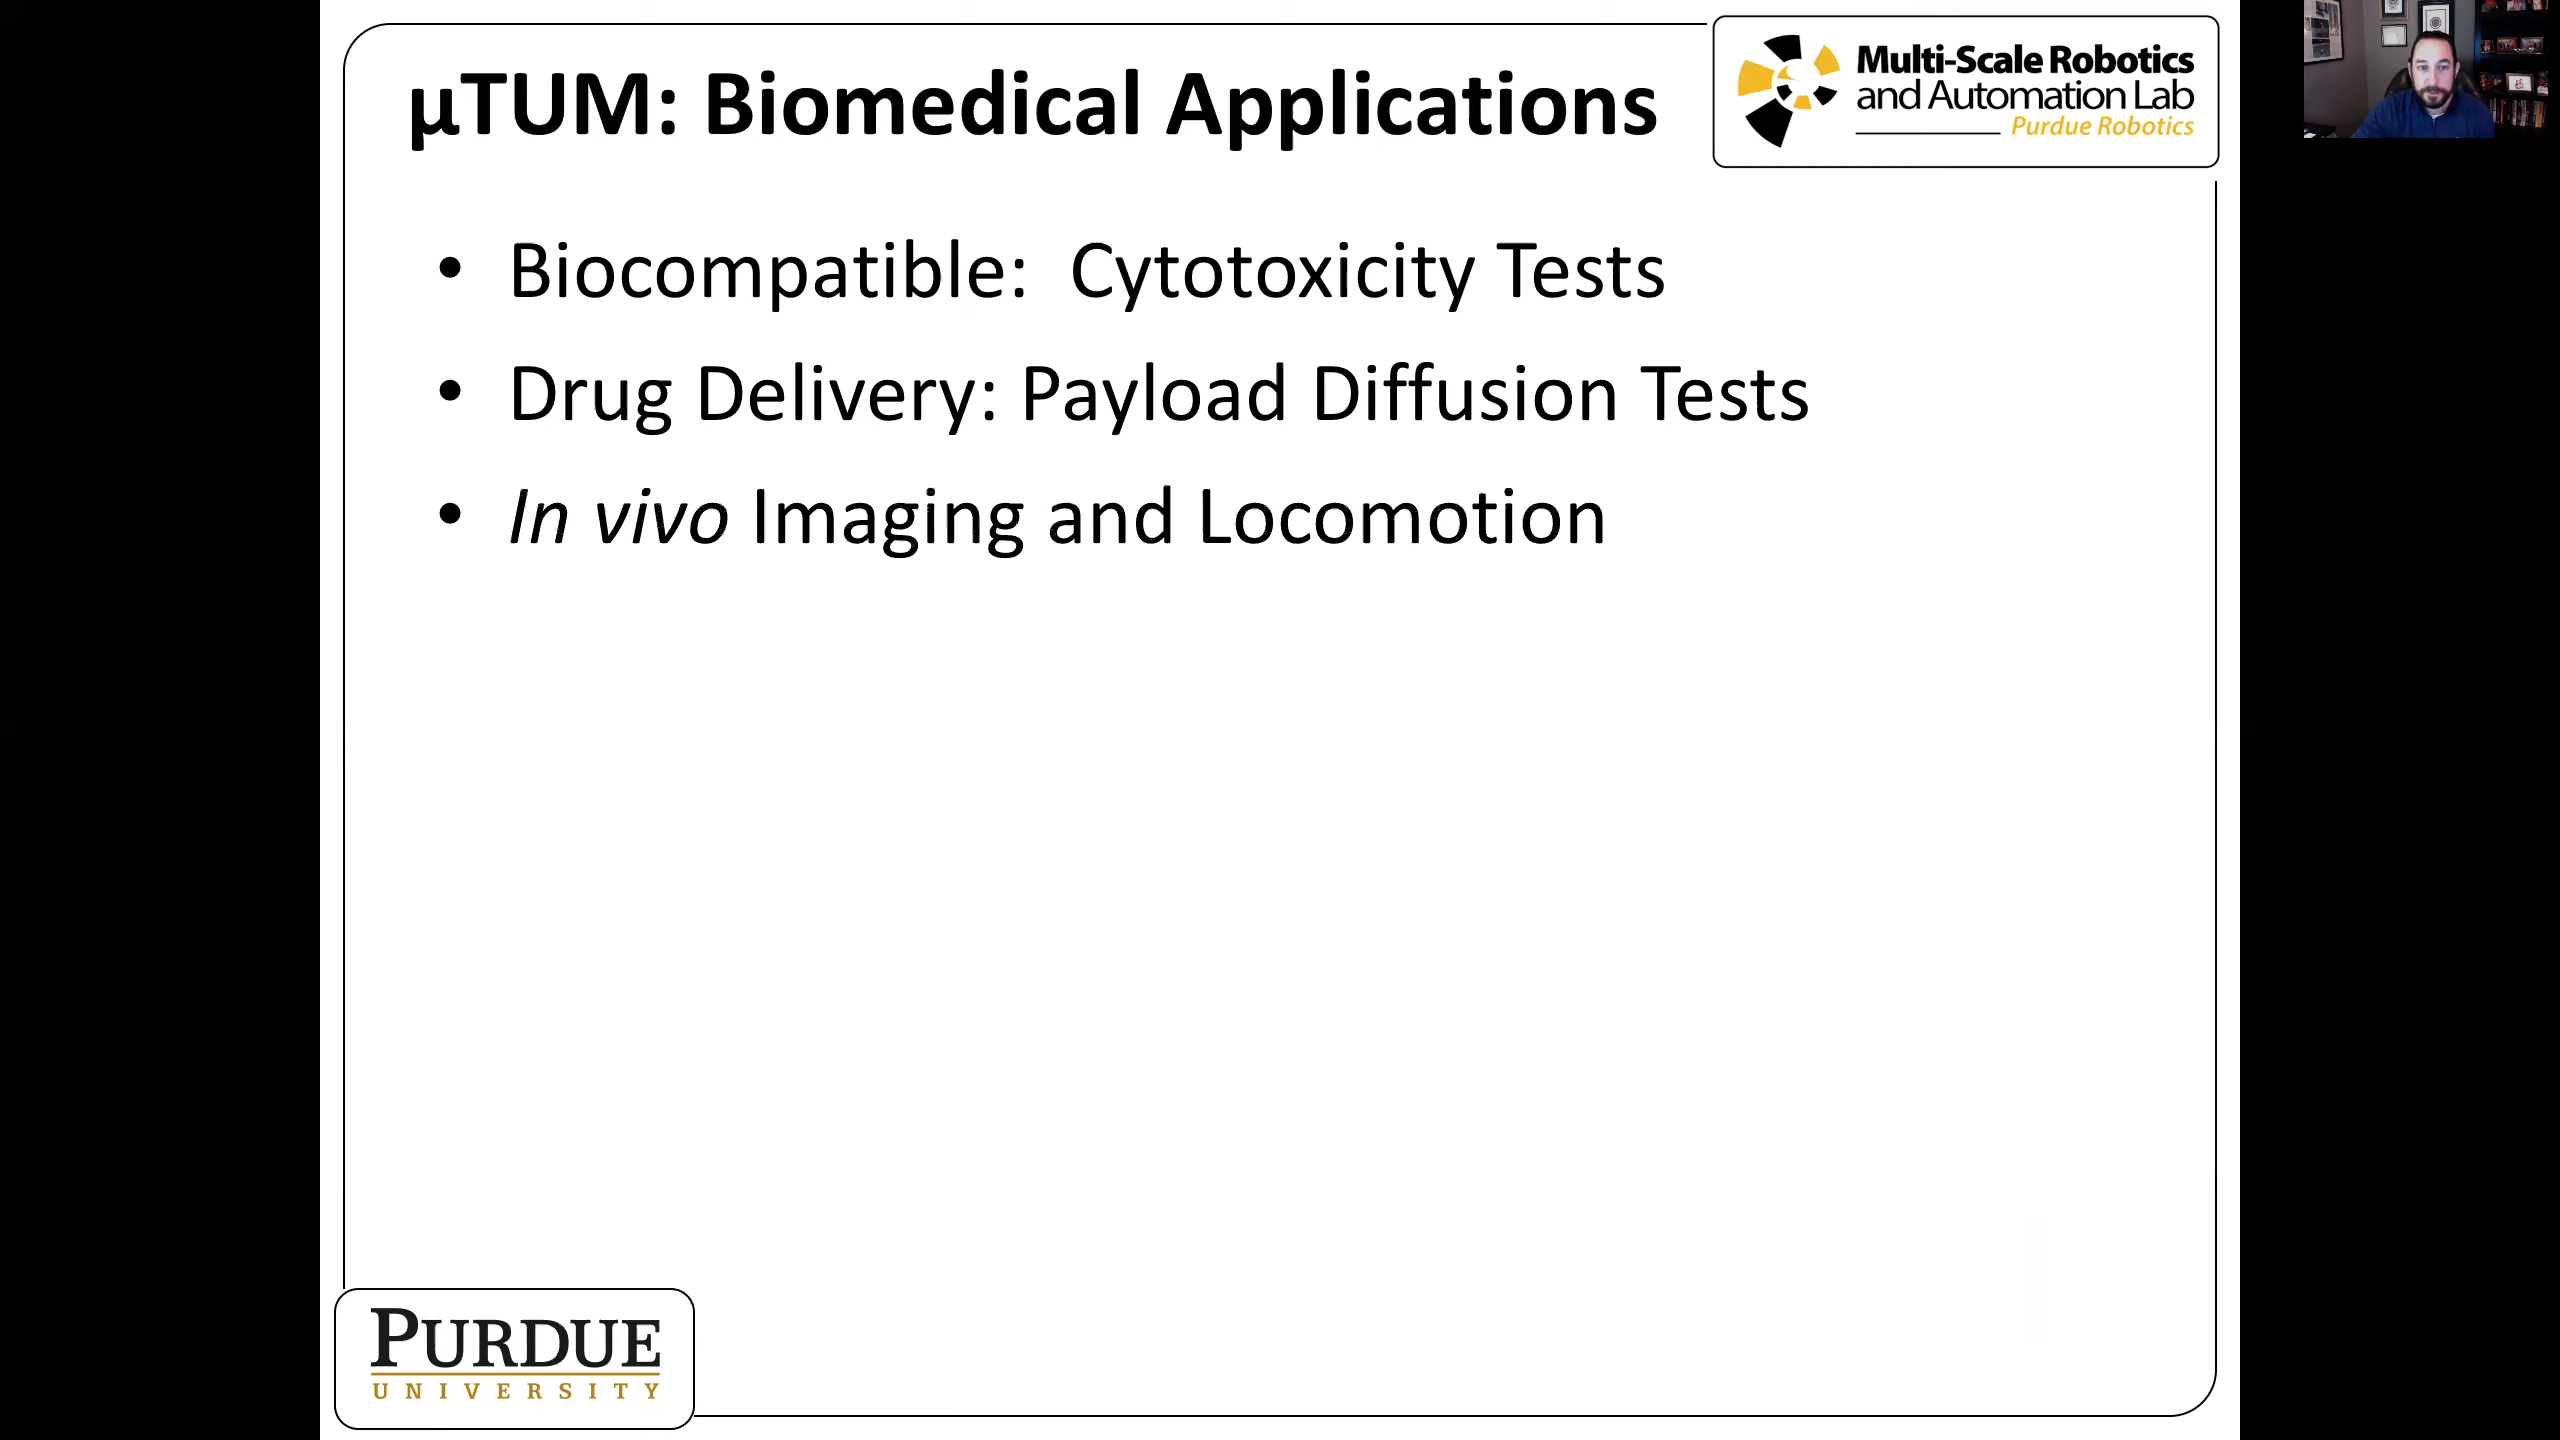 µTUM: Biomedical Applications
Multi-Scale Robotics
and Automation Lab
Purdue Robotics
• Biocompatible:  Cytotoxicity Tests
• Drug Delivery: Payload Diffusion Tests
• In vivo Imaging and Locomotion
PURDUE
UNIVERSITY